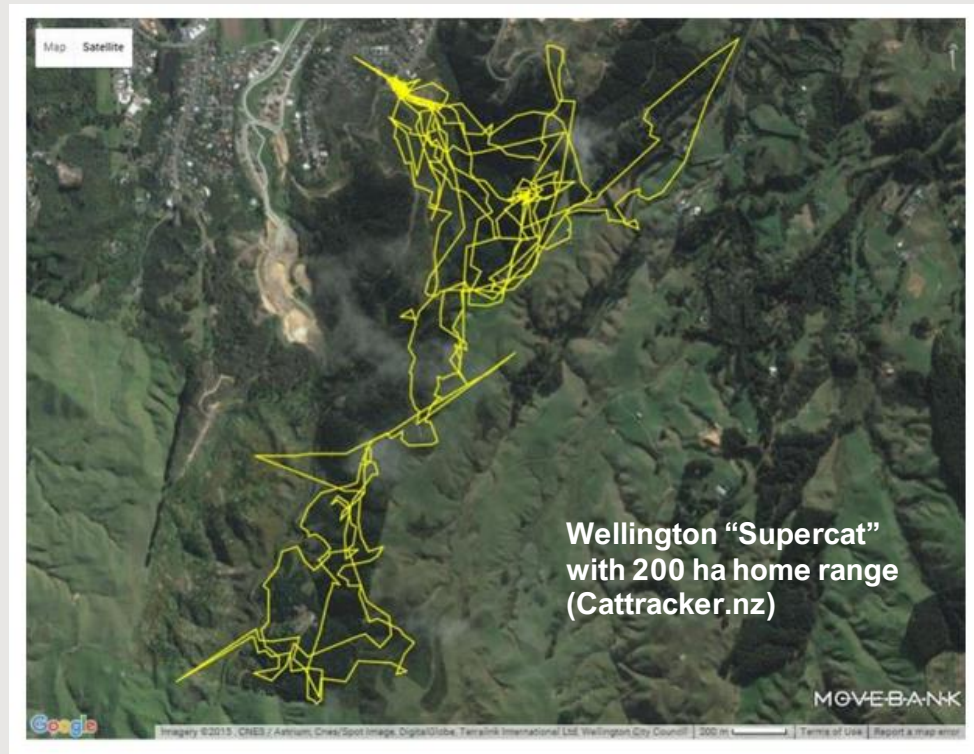 Map Satellite
Wellington “Supercat”
with 200 ha home range
(Cattracker.nz)
MOVEBANK
Google
Imagery ©2015 , CNES / Astrium, Cnes/Spot Image, DigitalGlobe, Terralink International Ltd, Wellington City Council 200 m Terms of Use Report a map error